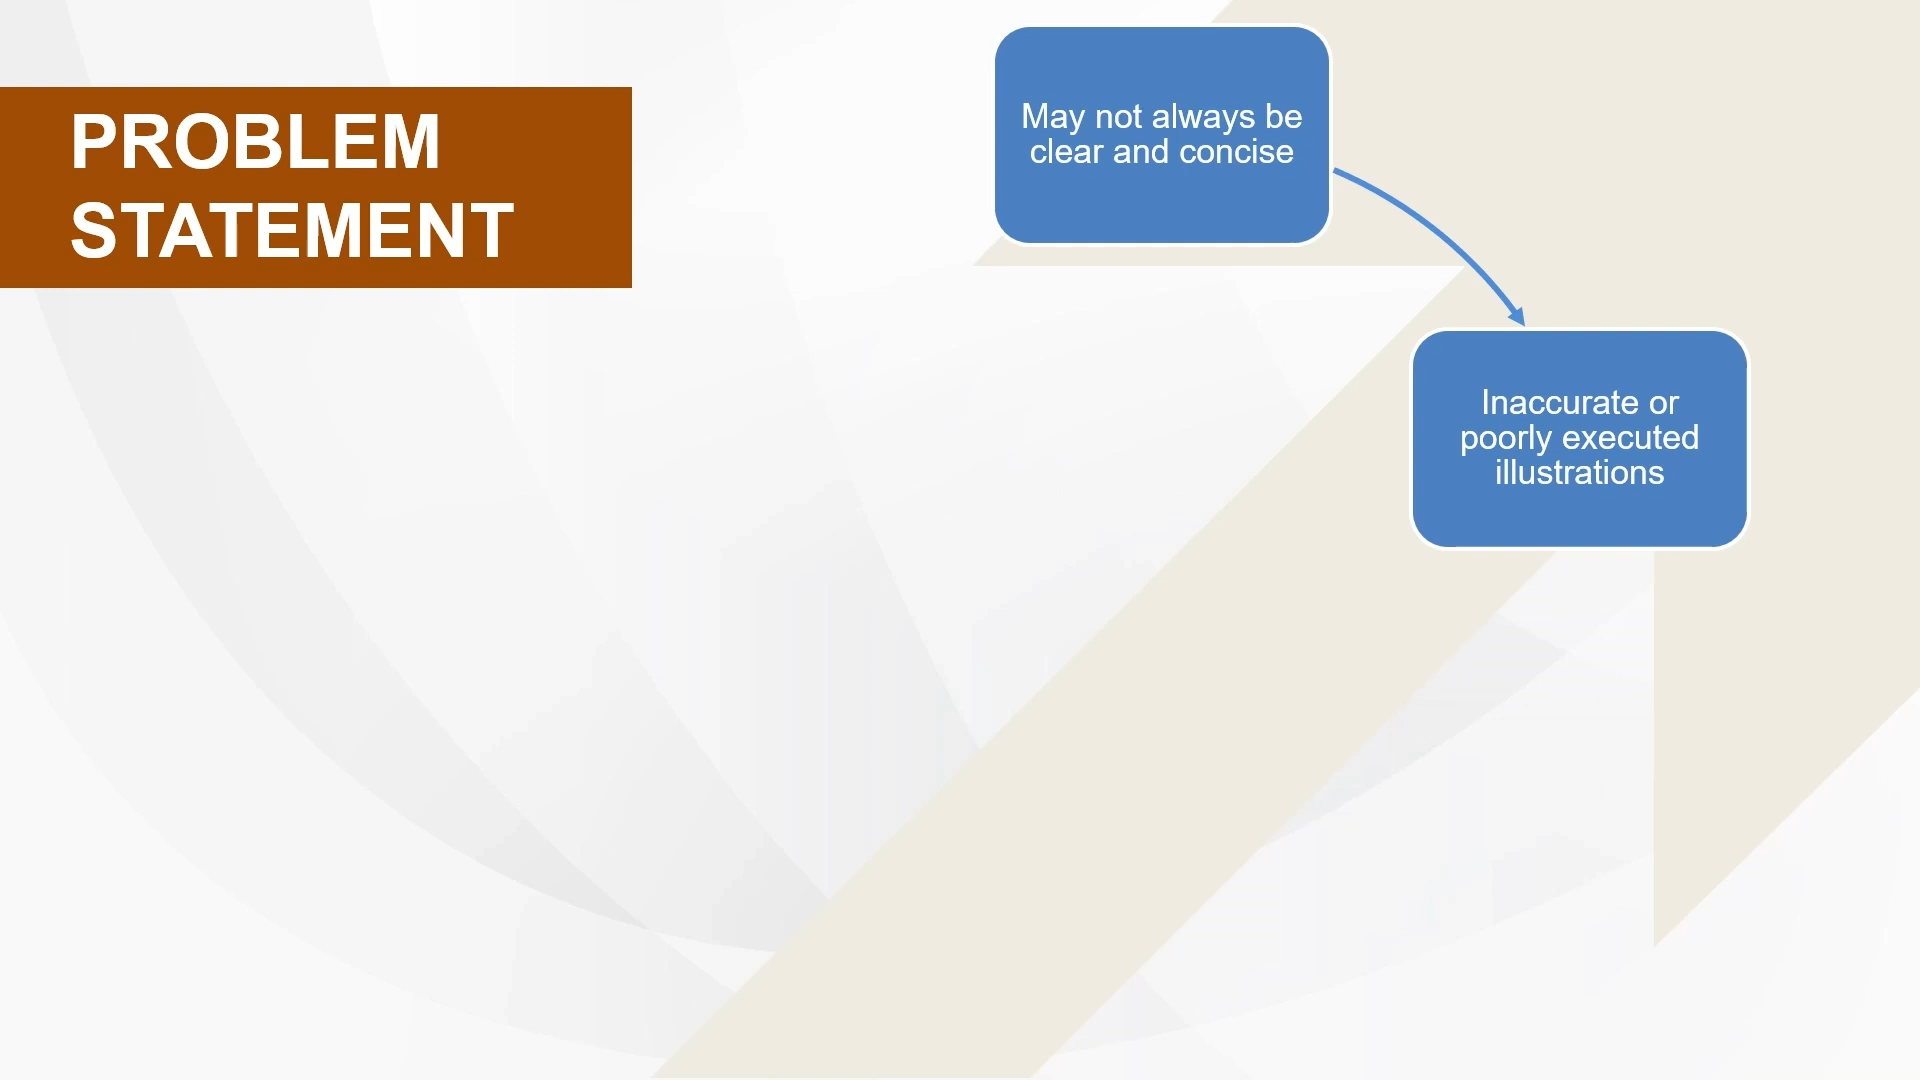 PROBLEM
STATEMENT
May not always be
clear and concise
Inaccurate or
poorly executed
illustrations